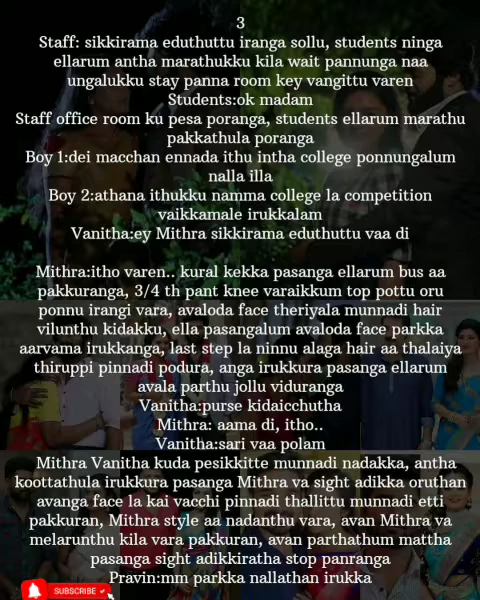 3
Staff: sikkirama eduthuttu iranga sollu, students ninga
ellarum antha marathukku kila wait pannunga naa
ungalukku stay panna room key vangittu varen
Students:ok madam
Staff office room ku pesa poranga, students ellarum marathu
pakkathula poranga
Boy 1:dei macchan ennada ithu intha college ponnungalum
nalla illa
Boy 2:athana ithukku namma college la competition
vaikkamale irukkalam
Vanitha:ey Mithra sikkirama eduthuttu vaa di
Mithra:itho varen.. kural kekka pasanga ellarum bus aa
pakkuranga, 3/4 th pant knee varaikkum top pottu oru
ponnu irangi vara, avaloda face theriyala munnadi hair
vilunthu kidakku, ella pasangalum avaloda face parkka
aarvama irukkanga, last step la ninnu alaga hair aa thalaiya
thiruppi pinnadi podura, anga irukkura pasanga ellarum
avala parthu jollu viduranga
Vanitha:purse kidaicchutha
Mithra: aama di, itho..
Vanitha:sari vaa polam
Mithra Vanitha kuda pesikkitte munnadi nadakka, antha
koottathula irukkura pasanga Mithra va sight adikka oruthan
avanga face la kai vacchi pinnadi thallittu munnadi etti
pakkuran, Mithra style aa nadanthu vara, avan Mithra va
melarunthu kila vara pakkuran, avan parthathum mattha
pasanga sight adikkiratha stop panranga
Pravin:mm parkka nallathan irukka
SUBSCRIBE